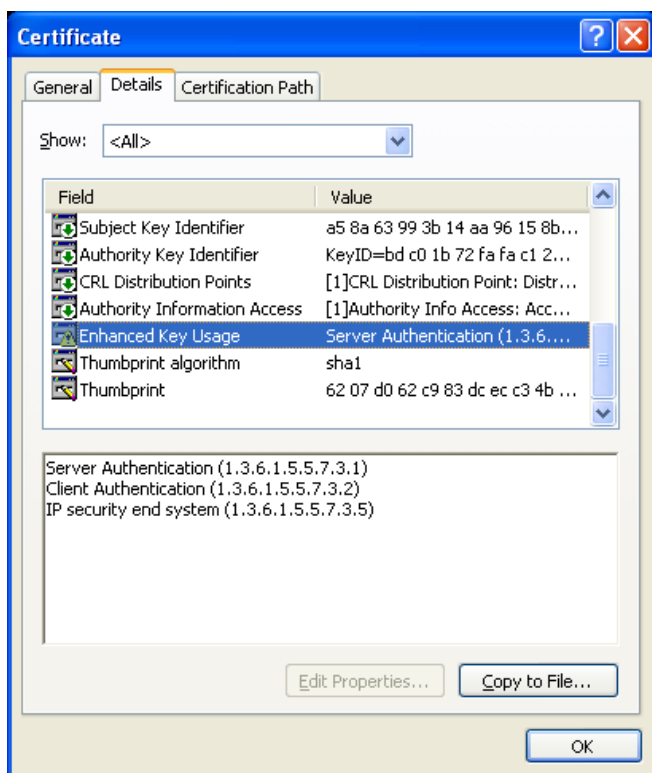 Certificate
General Details Certification Path
Show: <All>
Field Value
Subject Key Identifier a5 8a 63 99 3b 14 aa 96 15 8b...
Authority Key Identifier KeyID=bd c0 1b 72 fa fa c1 2...
CRL Distribution Points [1]CRL Distribution Point: Distr...
Authority Information Access [1]Authority Info Access: Acc...
Enhanced Key Usage Server Authentication (1.3.6....
Thumbprint algorithm sha1
Thumbprint 62 07 d0 62 c9 83 dc ec c3 4b ...
Server Authentication (1.3.6.1.5.5.7.3.1)
Client Authentication (1.3.6.1.5.5.7.3.2)
IP security end system (1.3.6.1.5.5.7.3.5)
Edit Properties... Copy to File...
OK